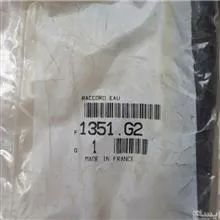 RACCORD EAU
F 1351.G2
G 1
MADE IN FRANCE